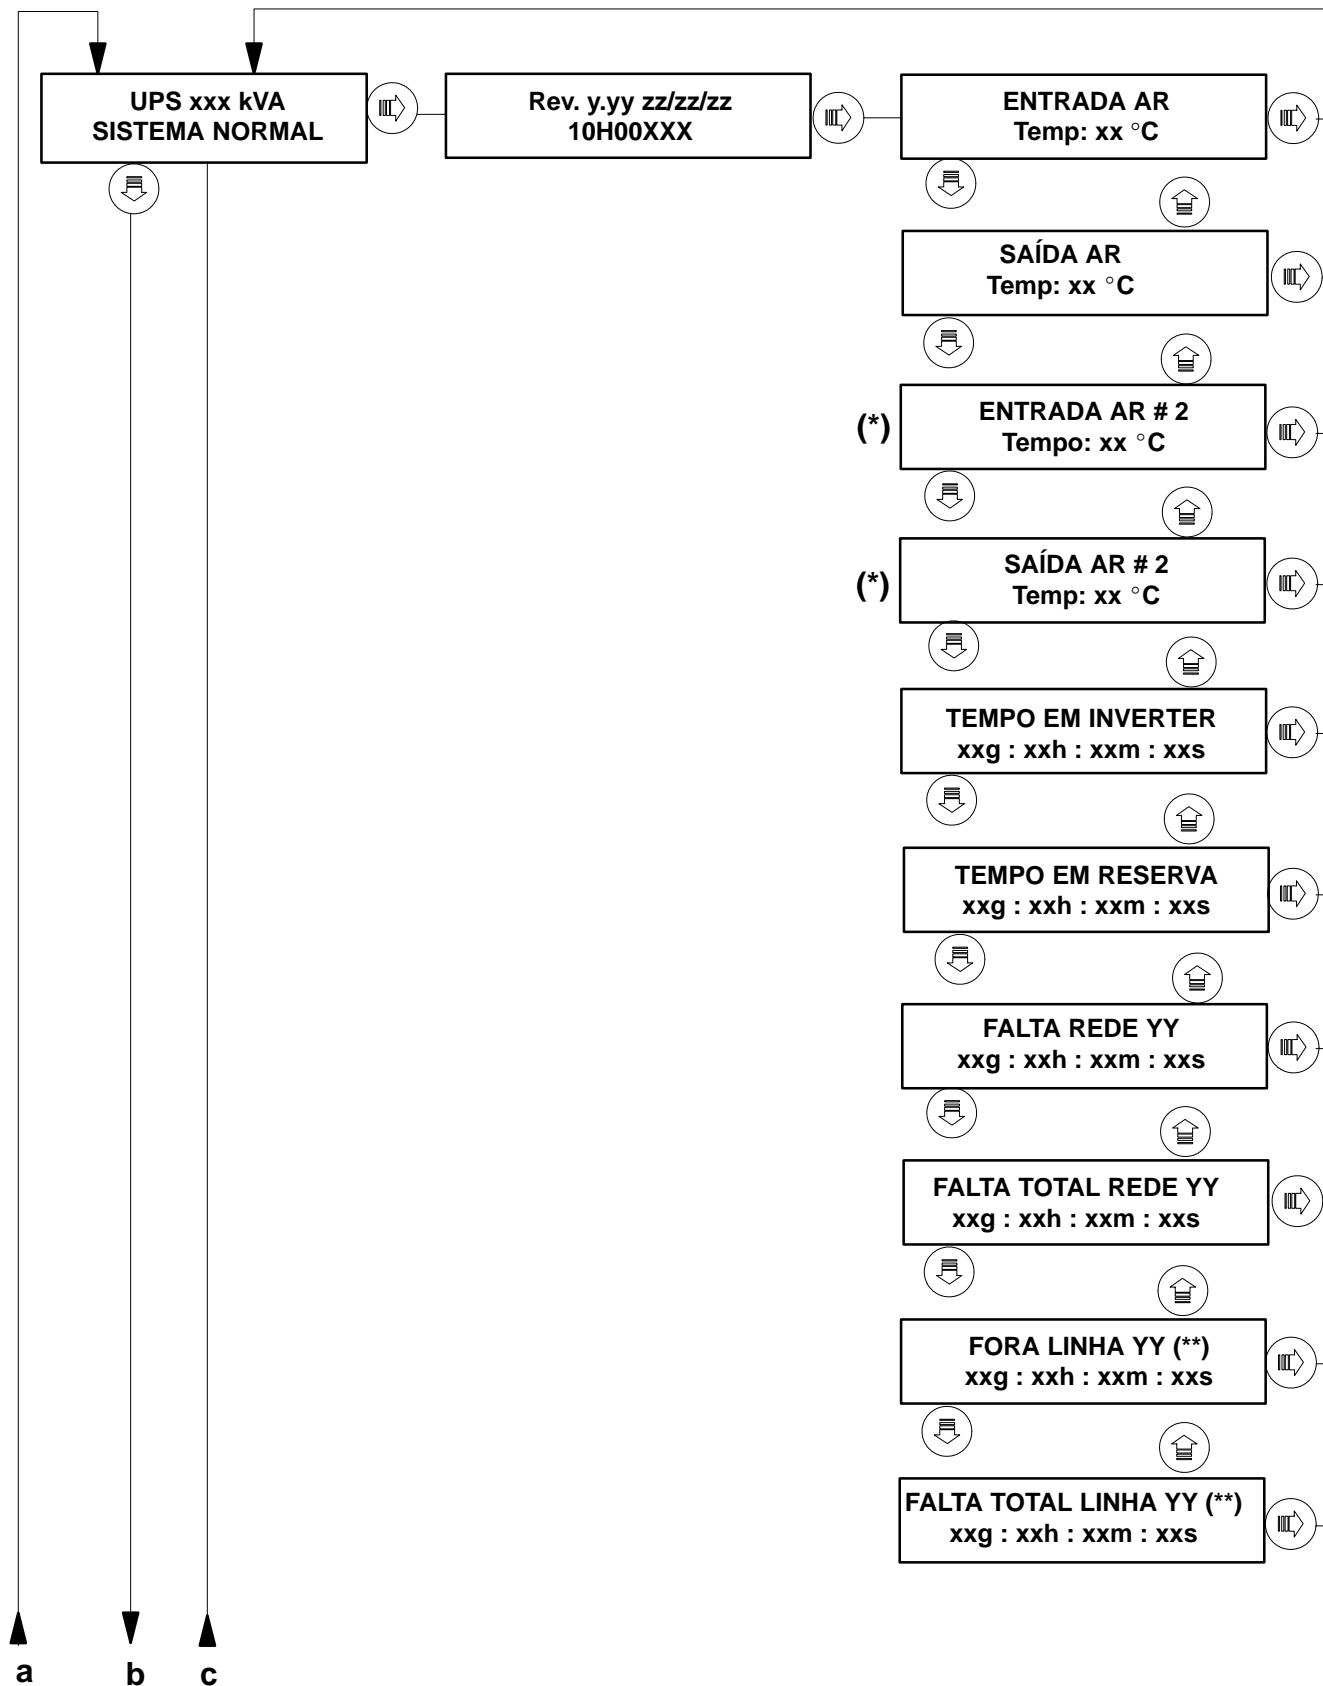 UPS xxx kVA
SISTEMA NORMAL
Rev. y.yy zz/zz/zz
10H00XXX
ENTRADA AR
Temp: xx °C
SAÍDA AR
Temp: xx °C
(*)
ENTRADA AR # 2
Tempo: xx °C
(*)
SAÍDA AR # 2
Temp: xx °C
TEMPO EM INVERTER
xxg : xxh : xxm : xxs
TEMPO EM RESERVA
xxg : xxh : xxm : xxs
FALTA REDE YY
xxg : xxh : xxm : xxs
FALTA TOTAL REDE YY
xxg : xxh : xxm : xxs
FORA LINHA YY (**)
xxg : xxh : xxm : xxs
FALTA TOTAL LINHA YY (**)
xxg : xxh : xxm : xxs
a b c